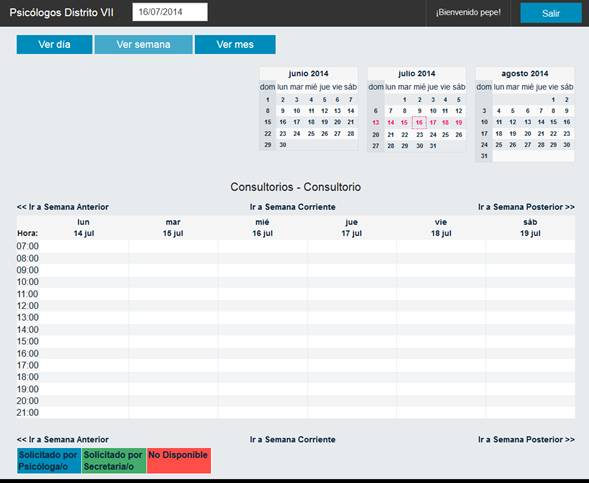 Psicólogos Distrito VII 16/07/2014 ¡Bienvenido pepe! Salir
Ver día Ver semana Ver mes
junio 2014 julio 2014 agosto 2014
dom lun mar mié jue vie sáb dom lun mar mié jue vie sáb dom lun mar mié jue vie sáb
1 2 3 4 5 6 7 1 2 3 4 5 1 2
8 9 10 11 12 13 14 6 7 8 9 10 11 12 3 4 5 6 7 8 9
15 16 17 18 19 20 21 13 14 15 16 17 18 19 10 11 12 13 14 15 16
22 23 24 25 26 27 28 20 21 22 23 24 25 26 17 18 19 20 21 22 23
29 30 27 28 29 30 31 24 25 26 27 28 29 30
31
Consultorios - Consultorio
<< Ir a Semana Anterior Ir a Semana Corriente Ir a Semana Posterior >>
lun mar mié jue vie sáb
Hora: 14 jul 15 jul 16 jul 17 jul 18 jul 19 jul
07:00
08:00
09:00
10:00
11:00
12:00
13:00
14:00
15:00
16:00
17:00
18:00
19:00
20:00
21:00
<< Ir a Semana Anterior Ir a Semana Corriente Ir a Semana Posterior >>
Solicitado por Solicitado por No Disponible
Psicóloga/o Secretaria/o